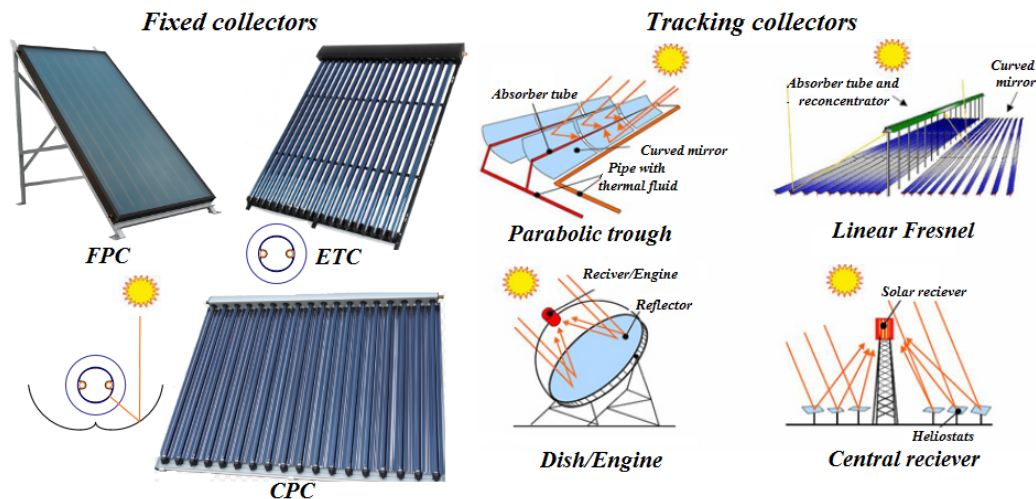 Fixed collectors
FPC
ETC
CPC
Tracking collectors
Absorber tube
Curved mirror
Pipe with
thermal fluid
Parabolic trough
Absorber tube and
reconcentrator
Curved
mirror
Linear Fresnel
Reciver/Engine
Reflector
Dish/Engine
Solar reciever
Heliostats
Central reciever